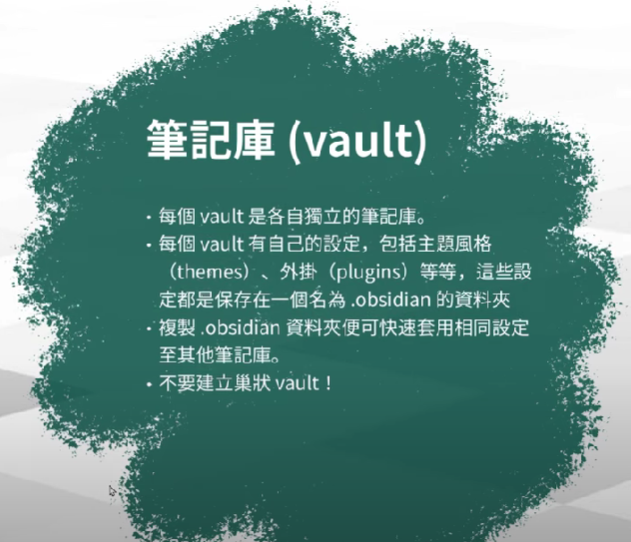 筆記庫 (vault)
• 每個 vault 是各自獨立的筆記庫。
• 每個 vault 有自己的設定，包括主題風格
（themes）、外掛（plugins）等等，這些設
定都是保存在一個名為 .obsidian 的資料夾
• 複製 .obsidian 資料夾便可快速套用相同設定
至其他筆記庫。
• 不要建立巢狀 vault！